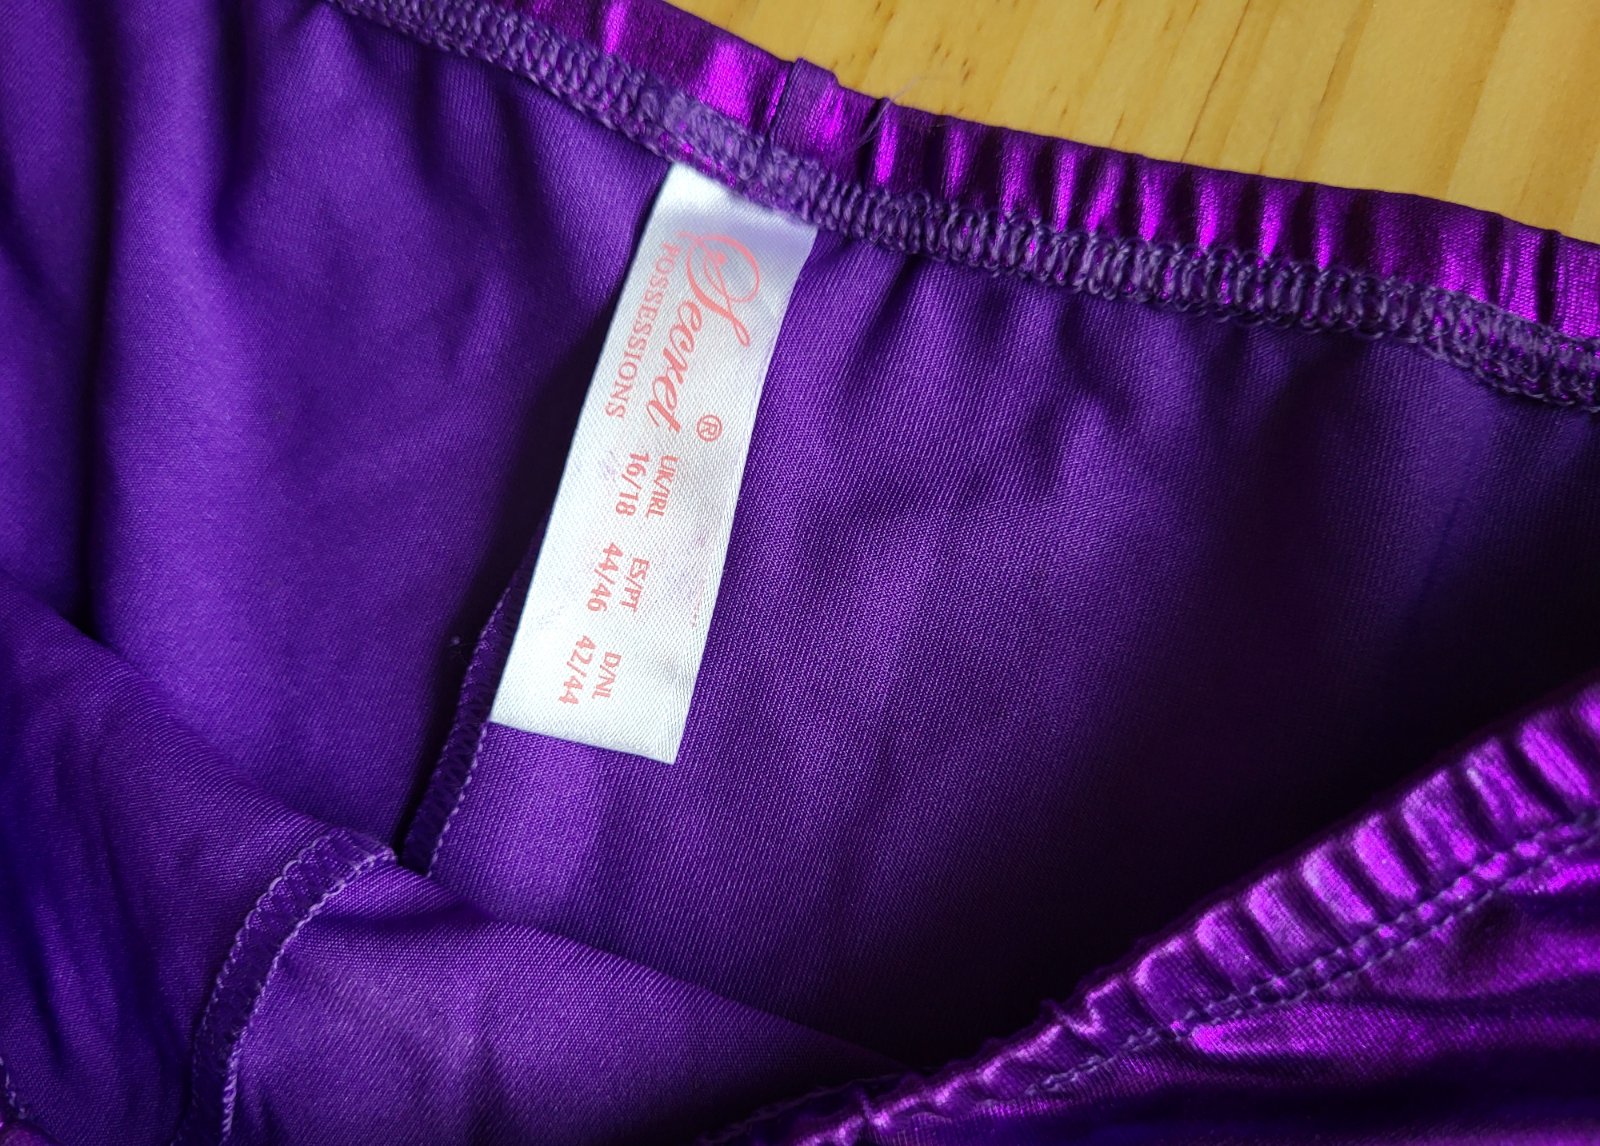 Secret®
POSSESSIONS
UK/IRL ES/PT D/NL
16/18 44/46 42/44